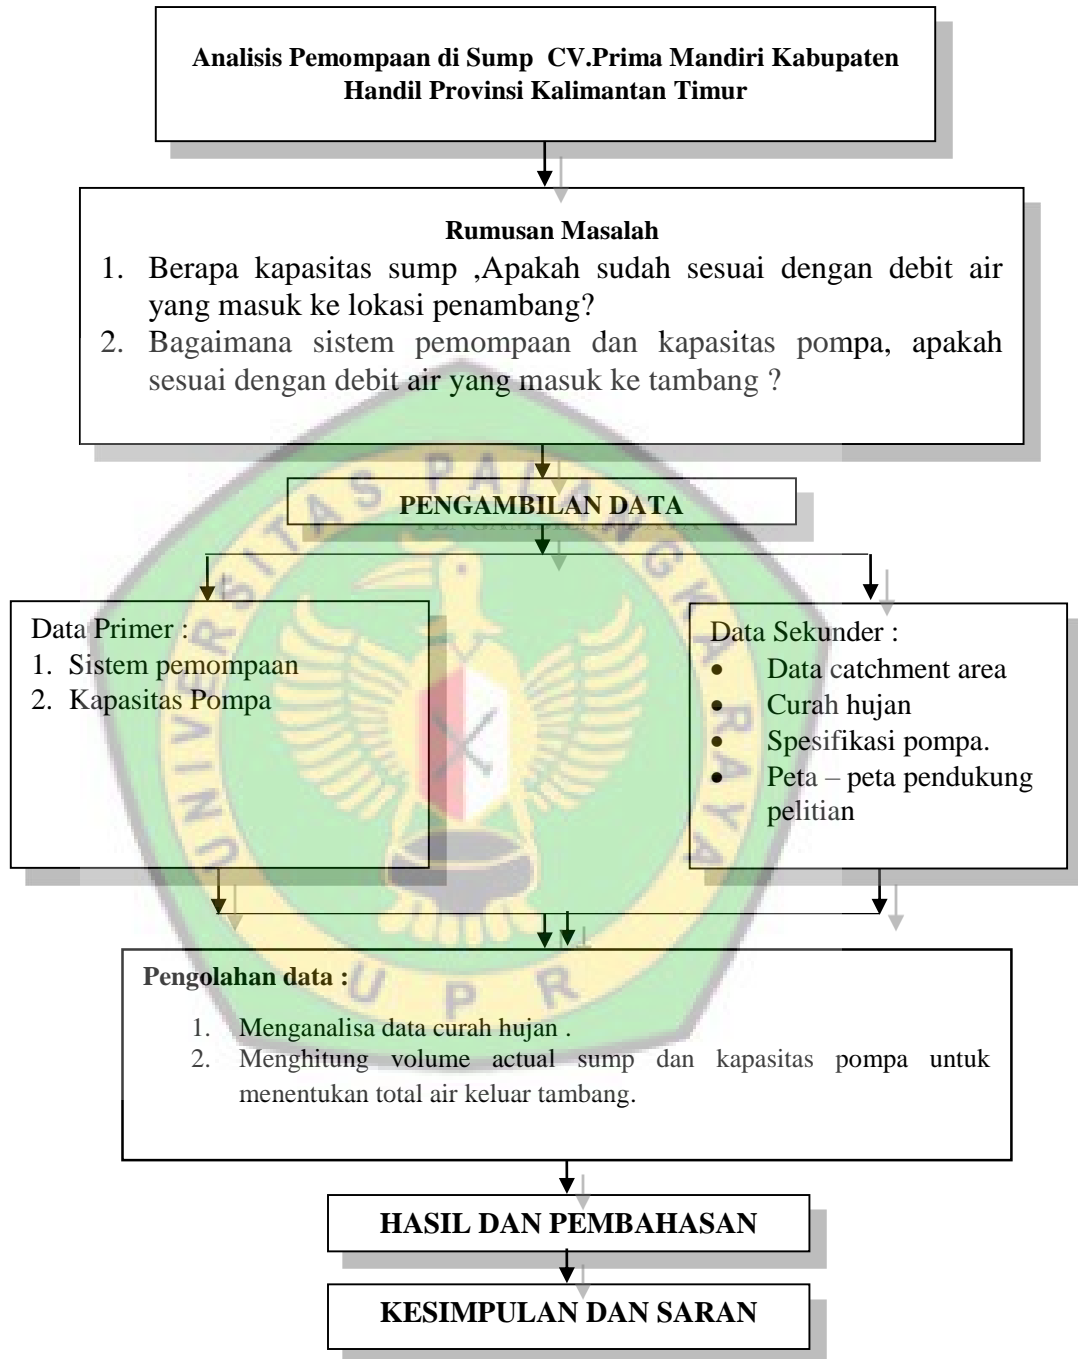 Analisis Pemompaan di Sump CV.Prima Mandiri Kabupaten
Handil Provinsi Kalimantan Timur
Rumusan Masalah
1. Berapa kapasitas sump ,Apakah sudah sesuai dengan debit air
yang masuk ke lokasi penambang?
2. Bagaimana sistem pemompaan dan kapasitas pompa, apakah
sesuai dengan debit air yang masuk ke tambang ?
PENGAMBILAN DATA
Data Primer :
1. Sistem pemompaan
2. Kapasitas Pompa
Data Sekunder :
• Data catchment area
• Curah hujan
• Spesifikasi pompa.
• Peta – peta pendukung
pelitian
Pengolahan data :
1. Menganalisa data curah hujan .
2. Menghitung volume actual sump dan kapasitas pompa untuk
menentukan total air keluar tambang.
HASIL DAN PEMBAHASAN
KESIMPULAN DAN SARAN
UNIVERSITAS PALANGKA RAYA
UPR